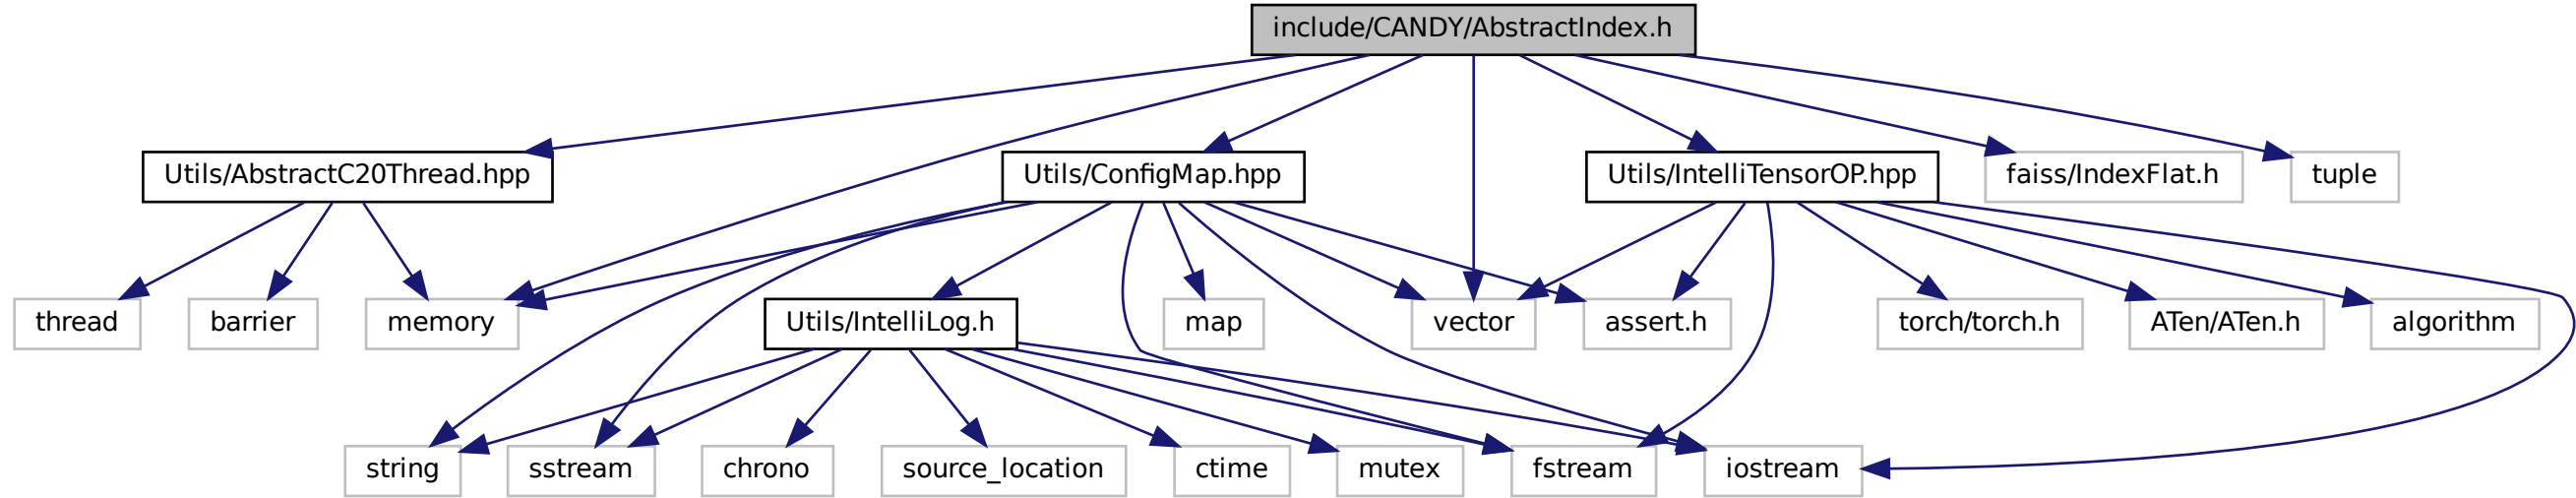 include/CANDY/AbstractIndex.h
Utils/AbstractC20Thread.hpp
Utils/ConfigMap.hpp
Utils/IntelliTensorOP.hpp
faiss/IndexFlat.h
tuple
thread
barrier
memory
Utils/IntelliLog.h
map
vector
assert.h
torch/torch.h
ATen/ATen.h
algorithm
string
sstream
chrono
source_location
ctime
mutex
fstream
iostream